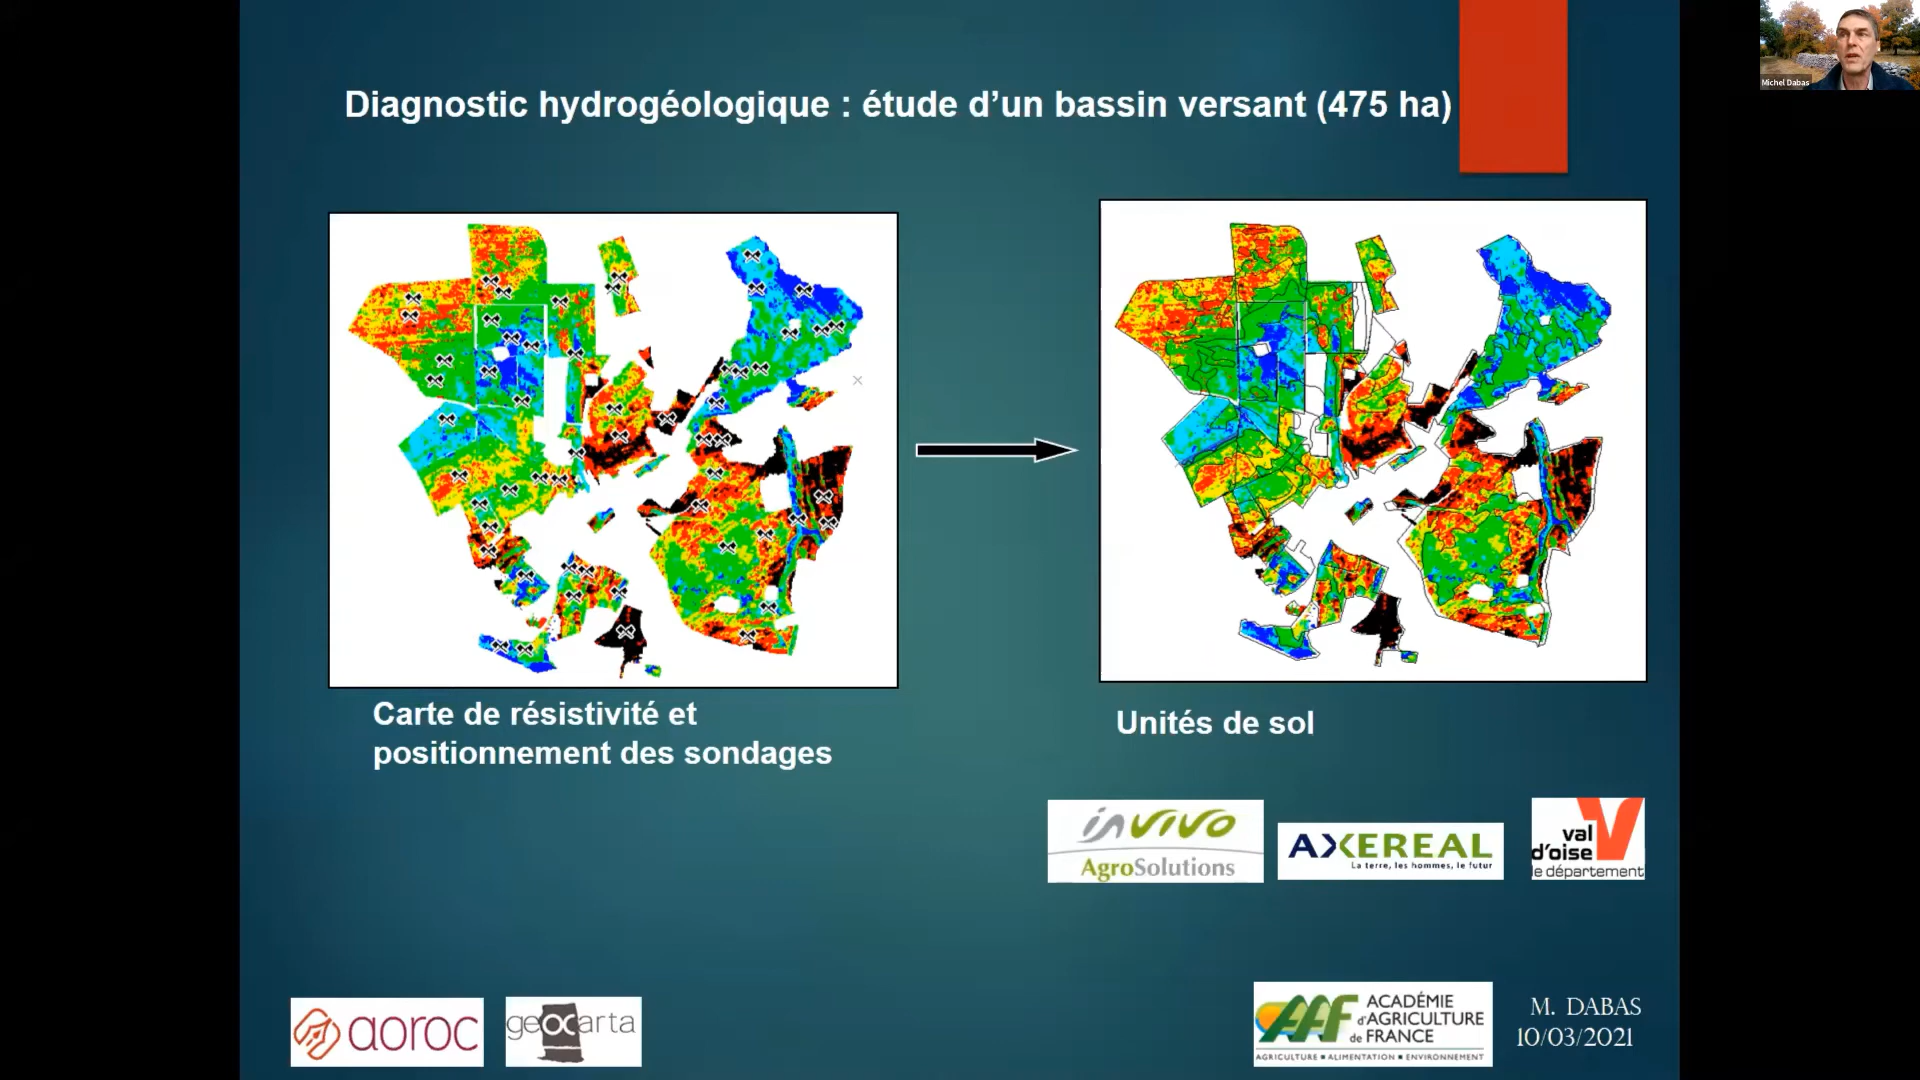 Michel Dabas
Diagnostic hydrogéologique : étude d’un bassin versant (475 ha)
Carte de résistivité et
positionnement des sondages
Unités de sol
inVIVO
AgroSolutions
AXEREAL
La terre, les hommes, le futur
val
d'oise
le département
aoroc
geocarta
AAF
ACADÉMIE
d'AGRICULTURE
de FRANCE
AGRICULTURE ■ ALIMENTATION ■ ENVIRONNEMENT
M. DABAS
10/03/2021